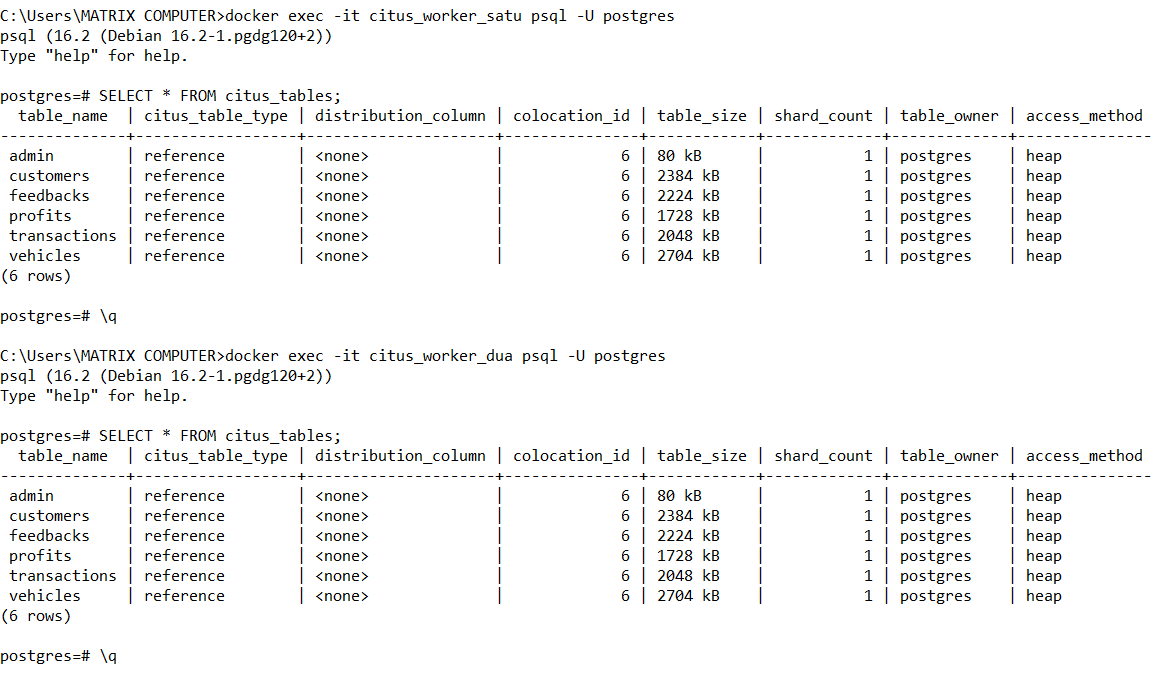 C:\Users\MATRIX COMPUTER>docker exec -it citus_worker_satu psql -U postgres
psql (16.2 (Debian 16.2-1.pgdg120+2))
Type "help" for help.

postgres=# SELECT * FROM citus_tables;
  table_name  | citus_table_type | distribution_column | colocation_id | table_size | shard_count | table_owner | access_method
--------------+------------------+---------------------+---------------+------------+-------------+-------------+---------------
 admin        | reference        | <none>              |             6 | 80 kB      |           1 | postgres    | heap
 customers    | reference        | <none>              |             6 | 2384 kB    |           1 | postgres    | heap
 feedbacks    | reference        | <none>              |             6 | 2224 kB    |           1 | postgres    | heap
 profits      | reference        | <none>              |             6 | 1728 kB    |           1 | postgres    | heap
 transactions | reference        | <none>              |             6 | 2048 kB    |           1 | postgres    | heap
 vehicles     | reference        | <none>              |             6 | 2704 kB    |           1 | postgres    | heap
(6 rows)

postgres=# \q

C:\Users\MATRIX COMPUTER>docker exec -it citus_worker_dua psql -U postgres
psql (16.2 (Debian 16.2-1.pgdg120+2))
Type "help" for help.

postgres=# SELECT * FROM citus_tables;
  table_name  | citus_table_type | distribution_column | colocation_id | table_size | shard_count | table_owner | access_method
--------------+------------------+---------------------+---------------+------------+-------------+-------------+---------------
 admin        | reference        | <none>              |             6 | 80 kB      |           1 | postgres    | heap
 customers    | reference        | <none>              |             6 | 2384 kB    |           1 | postgres    | heap
 feedbacks    | reference        | <none>              |             6 | 2224 kB    |           1 | postgres    | heap
 profits      | reference        | <none>              |             6 | 1728 kB    |           1 | postgres    | heap
 transactions | reference        | <none>              |             6 | 2048 kB    |           1 | postgres    | heap
 vehicles     | reference        | <none>              |             6 | 2704 kB    |           1 | postgres    | heap
(6 rows)

postgres=# \q